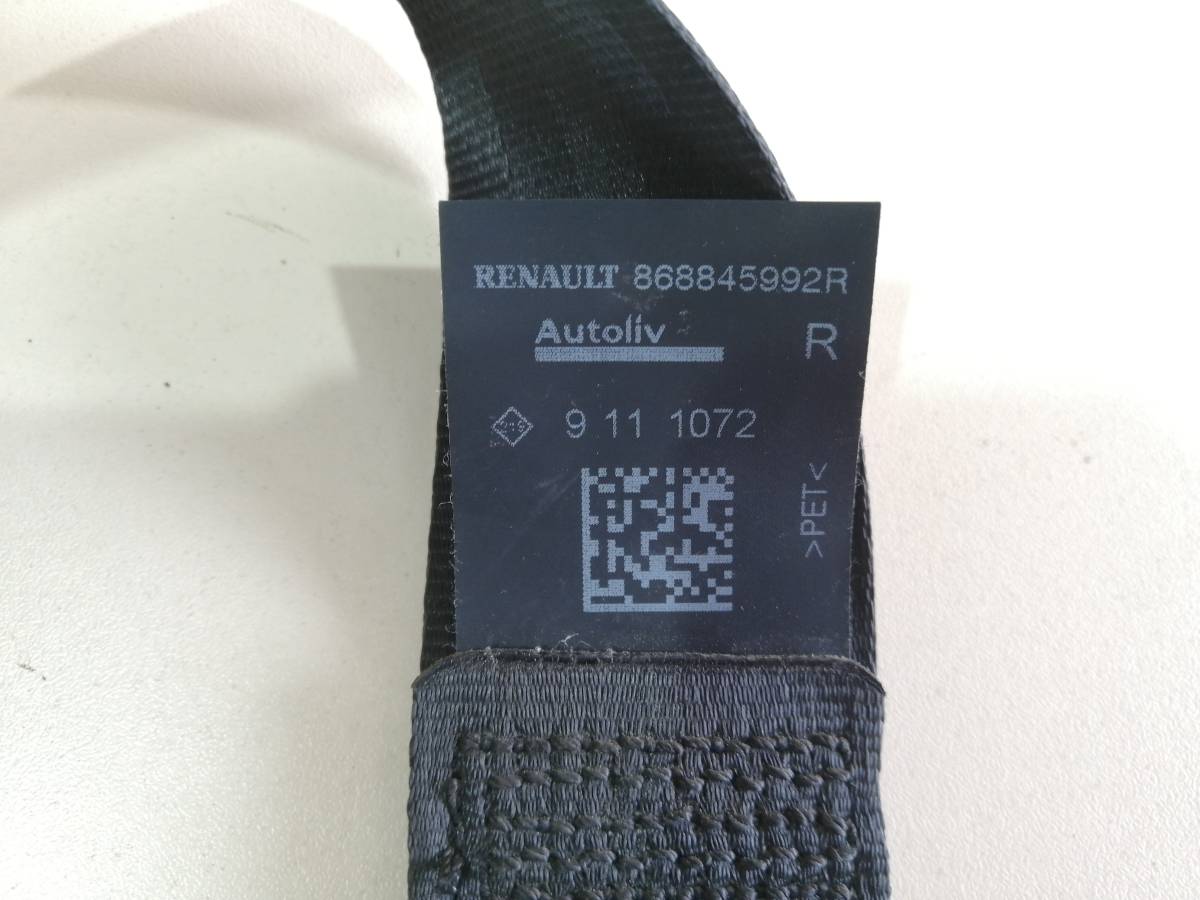 RENAULT 868845992R
Autoliv
R
9 11 1072
>PET<